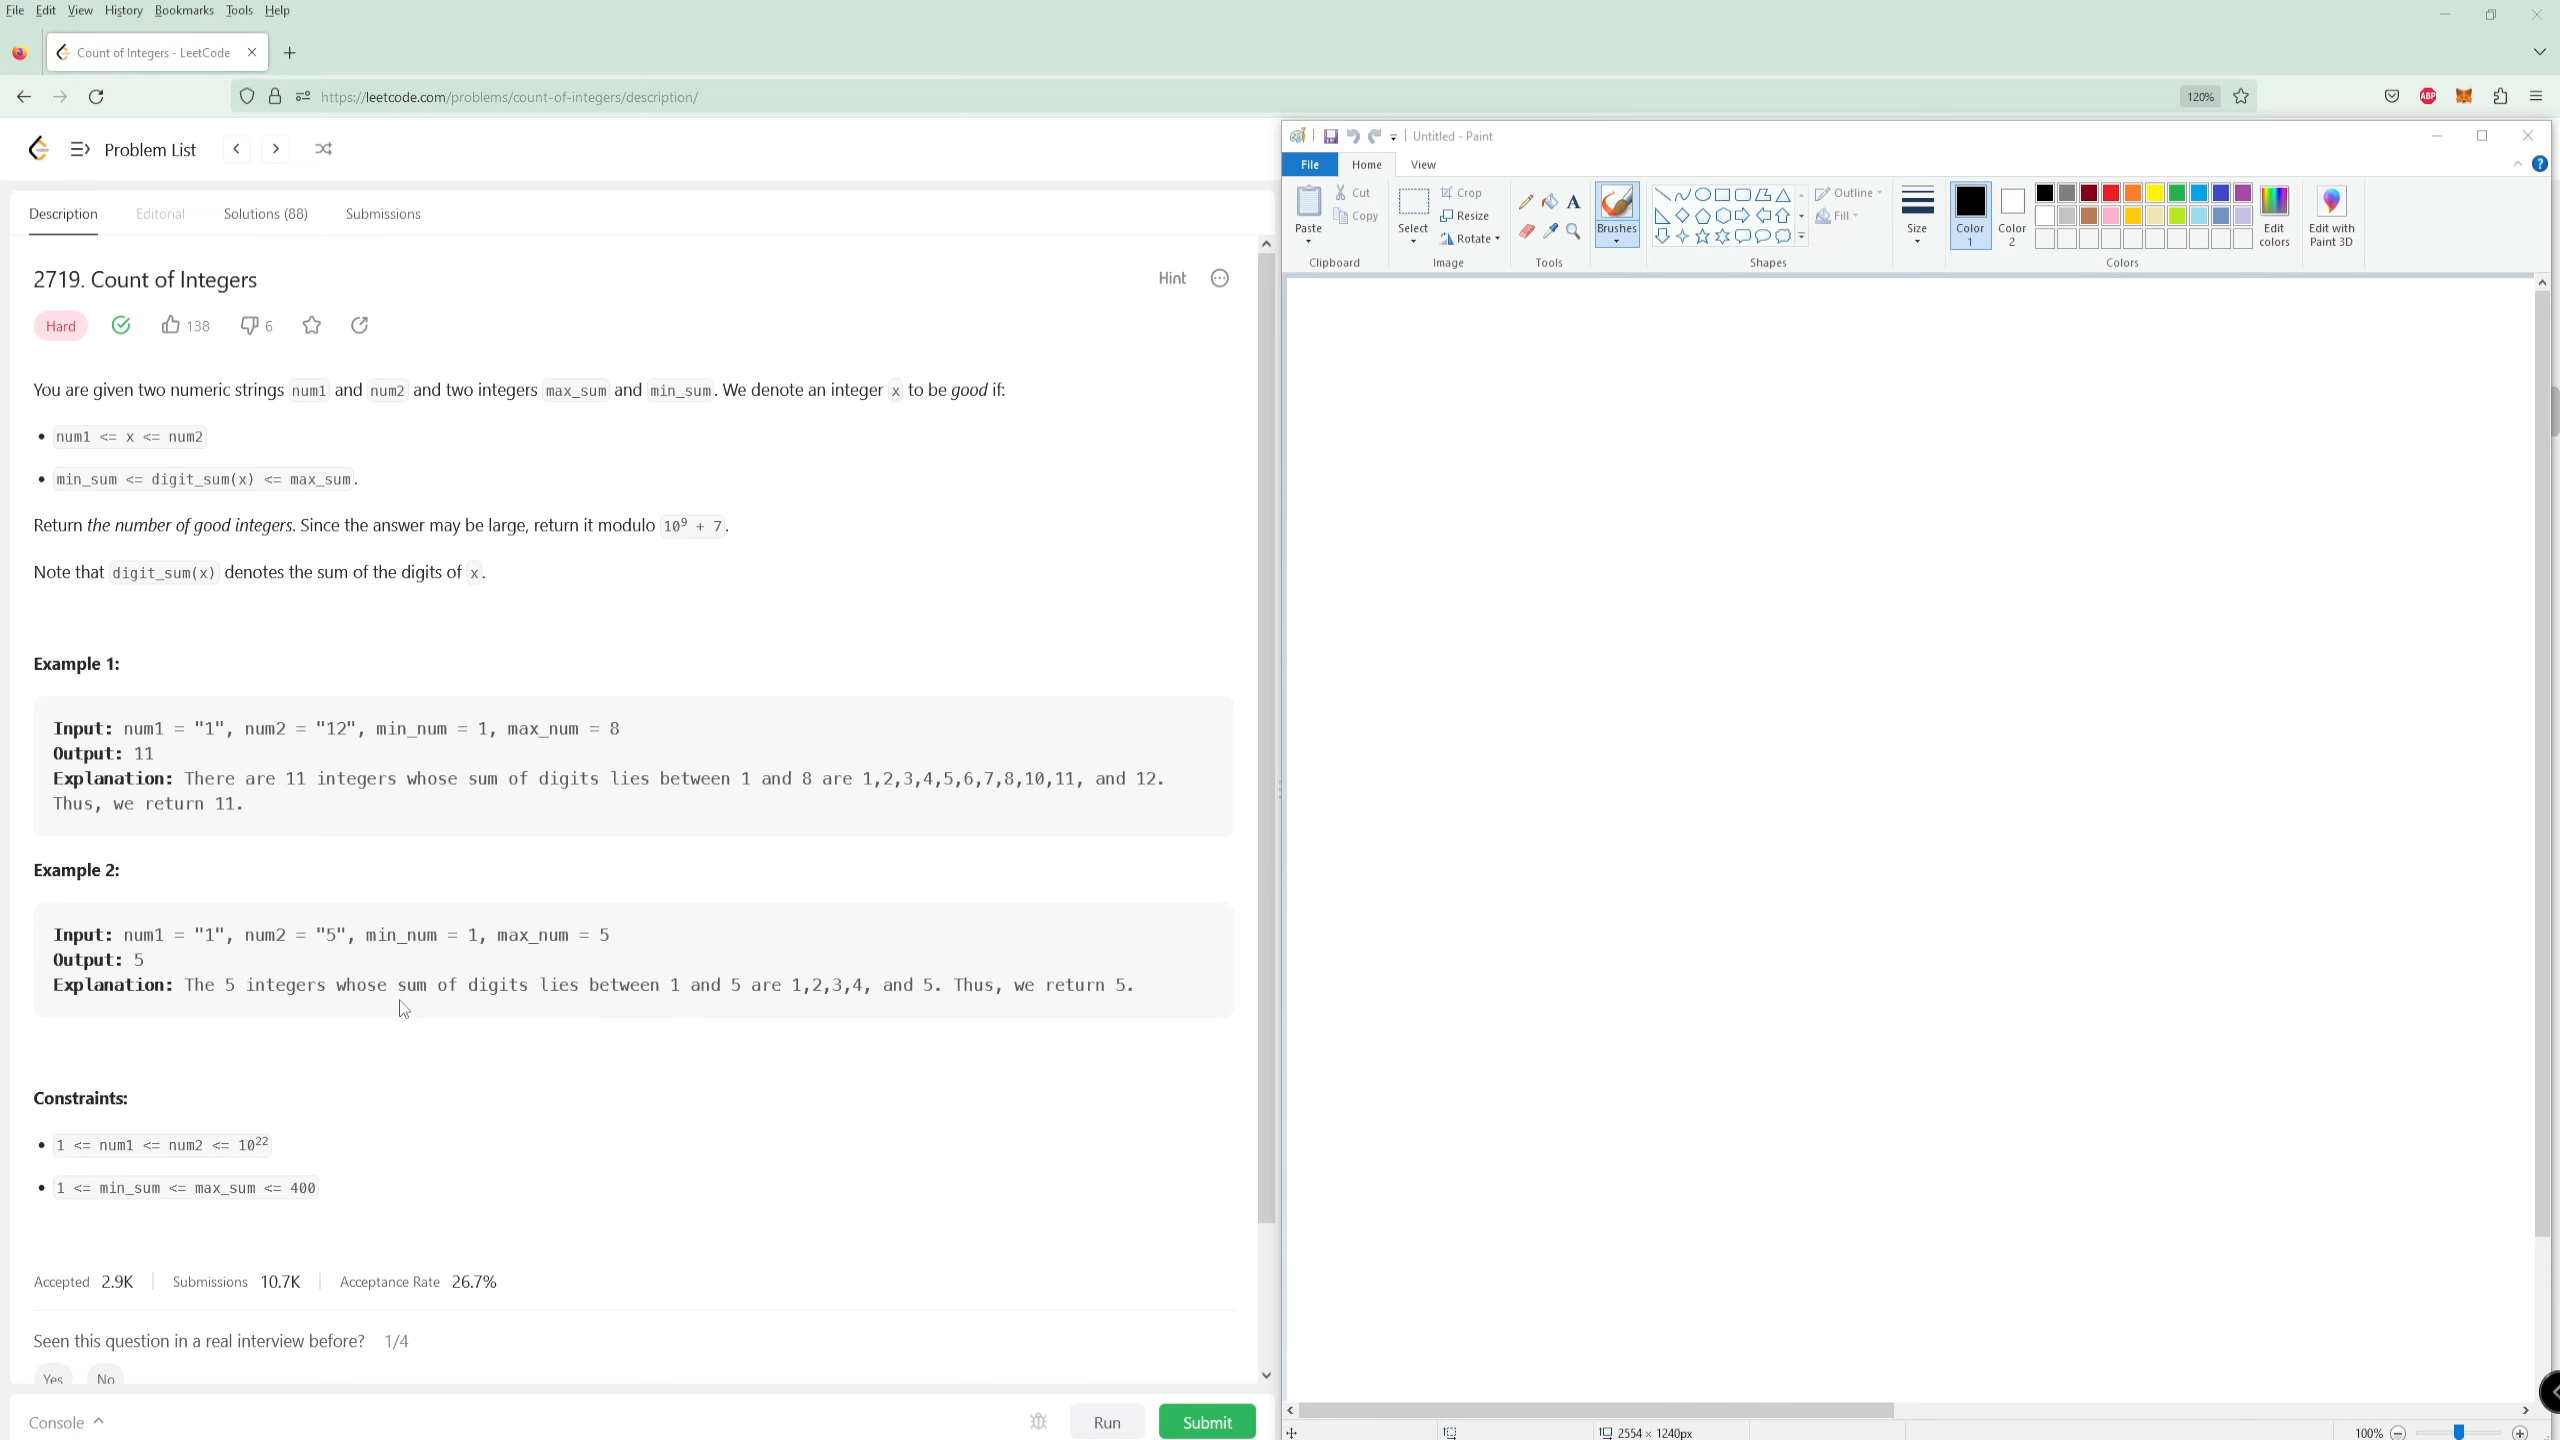 File Edit View History Bookmarks Tools Help
Count of Integers - LeetCode
https://leetcode.com/problems/count-of-integers/description/
120%
ABP
Problem List
Description Editorial Solutions (88) Submissions
2719. Count of Integers
Hint
Hard 138 6
You are given two numeric strings num1 and num2 and two integers max_sum and min_sum. We denote an integer x to be good if:
• num1 <= x <= num2
• min_sum <= digit_sum(x) <= max_sum.
Return the number of good integers. Since the answer may be large, return it modulo 10⁹ + 7.
Note that digit_sum(x) denotes the sum of the digits of x.
Example 1:
Input: num1 = "1", num2 = "12", min_num = 1, max_num = 8
Output: 11
Explanation: There are 11 integers whose sum of digits lies between 1 and 8 are 1,2,3,4,5,6,7,8,10,11, and 12.
Thus, we return 11.
Example 2:
Input: num1 = "1", num2 = "5", min_num = 1, max_num = 5
Output: 5
Explanation: The 5 integers whose sum of digits lies between 1 and 5 are 1,2,3,4, and 5. Thus, we return 5.
Constraints:
• 1 <= num1 <= num2 <= 10²²
• 1 <= min_sum <= max_sum <= 400
Accepted 2.9K Submissions 10.7K Acceptance Rate 26.7%
Seen this question in a real interview before? 1/4
Yes No
Console
Run Submit
Untitled - Paint
File Home View
Paste Cut Copy
Clipboard
Select Crop Resize Rotate
Image
A
Tools
Brushes
Outline
Fill
Shapes
Size
Color 1
Color 2
Edit colors
Colors
Edit with Paint 3D
2554 × 1240px
100%